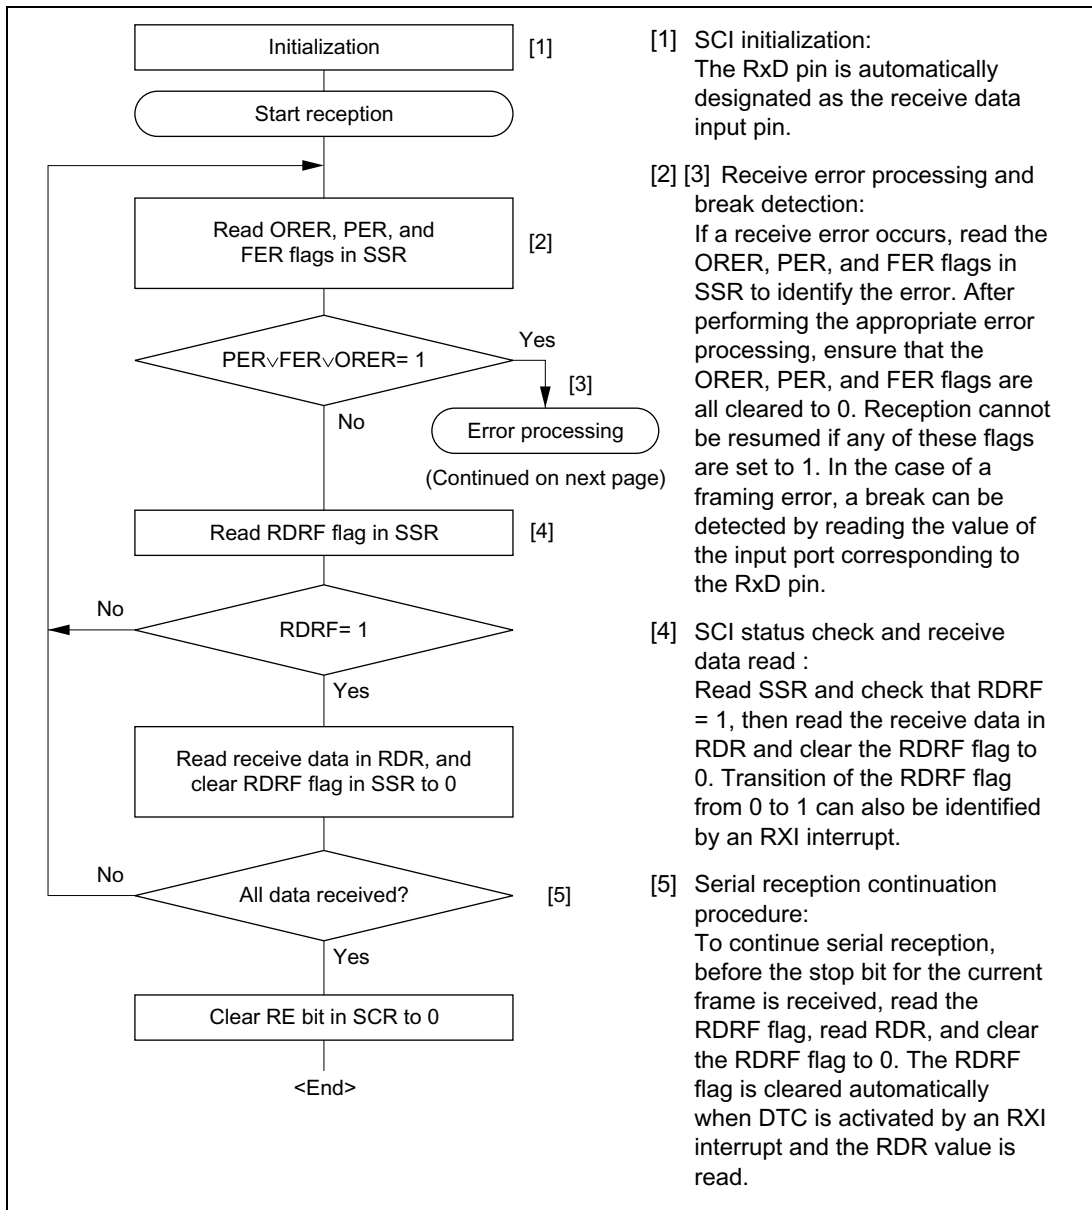 Initialization
[1]
Start reception
Read ORER, PER, and
FER flags in SSR
[2]
PER∨FER∨ORER= 1
Yes
[3]
No
Error processing
(Continued on next page)
Read RDRF flag in SSR
[4]
No
RDRF= 1
Yes
Read receive data in RDR, and
clear RDRF flag in SSR to 0
No
All data received?
[5]
Yes
Clear RE bit in SCR to 0
<End>
[1] SCI initialization:
The RxD pin is automatically
designated as the receive data
input pin.
[2] [3] Receive error processing and
break detection:
If a receive error occurs, read the
ORER, PER, and FER flags in
SSR to identify the error. After
performing the appropriate error
processing, ensure that the
ORER, PER, and FER flags are
all cleared to 0. Reception cannot
be resumed if any of these flags
are set to 1. In the case of a
framing error, a break can be
detected by reading the value of
the input port corresponding to
the RxD pin.
[4] SCI status check and receive
data read :
Read SSR and check that RDRF
= 1, then read the receive data in
RDR and clear the RDRF flag to
0. Transition of the RDRF flag
from 0 to 1 can also be identified
by an RXI interrupt.
[5] Serial reception continuation
procedure:
To continue serial reception,
before the stop bit for the current
frame is received, read the
RDRF flag, read RDR, and clear
the RDRF flag to 0. The RDRF
flag is cleared automatically
when DTC is activated by an RXI
interrupt and the RDR value is
read.